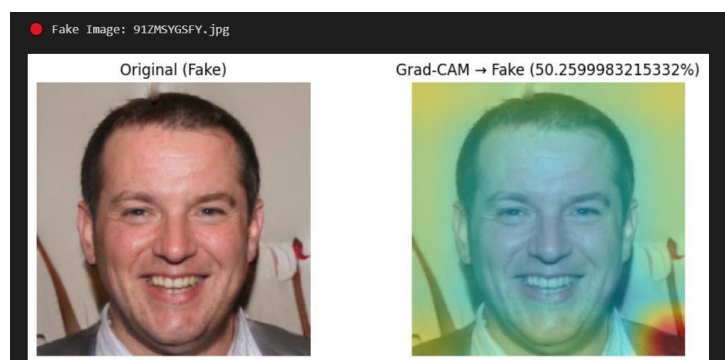 Fake Image: 91ZMSYGSFY.jpg
Original (Fake)
Grad-CAM → Fake (50.2599983215332%)